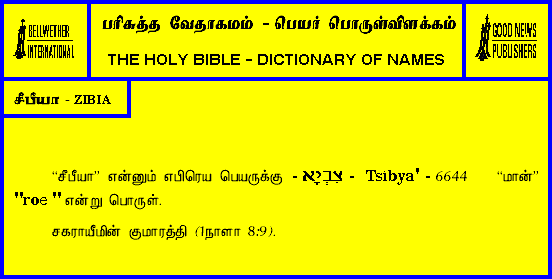 BELLWETHER
INTERNATIONAL
பரிசுத்த வேதாகமம் - பெயர் பொருள்விளக்கம்
THE HOLY BIBLE - DICTIONARY OF NAMES
GOOD NEWS
PUBLISHERS
சீபீயா - ZIBIA
“சீபீயா” என்னும் எபிரெய பெயருக்கு - צִבְיָא - Tsibya' - 6644 “மான்”
"roe " என்று பொருள்.
சகராயீமின் குமாரத்தி (1நாளா 8:9).